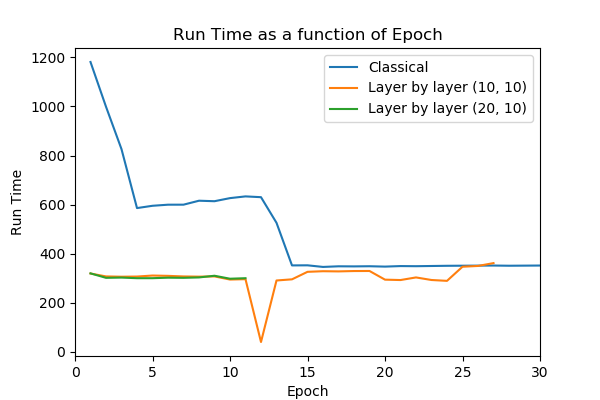 Run Time as a function of Epoch
1200
1000
800
600
400
200
0
Run Time
Classical
Layer by layer (10, 10)
Layer by layer (20, 10)
0 5 10 15 20 25 30
Epoch